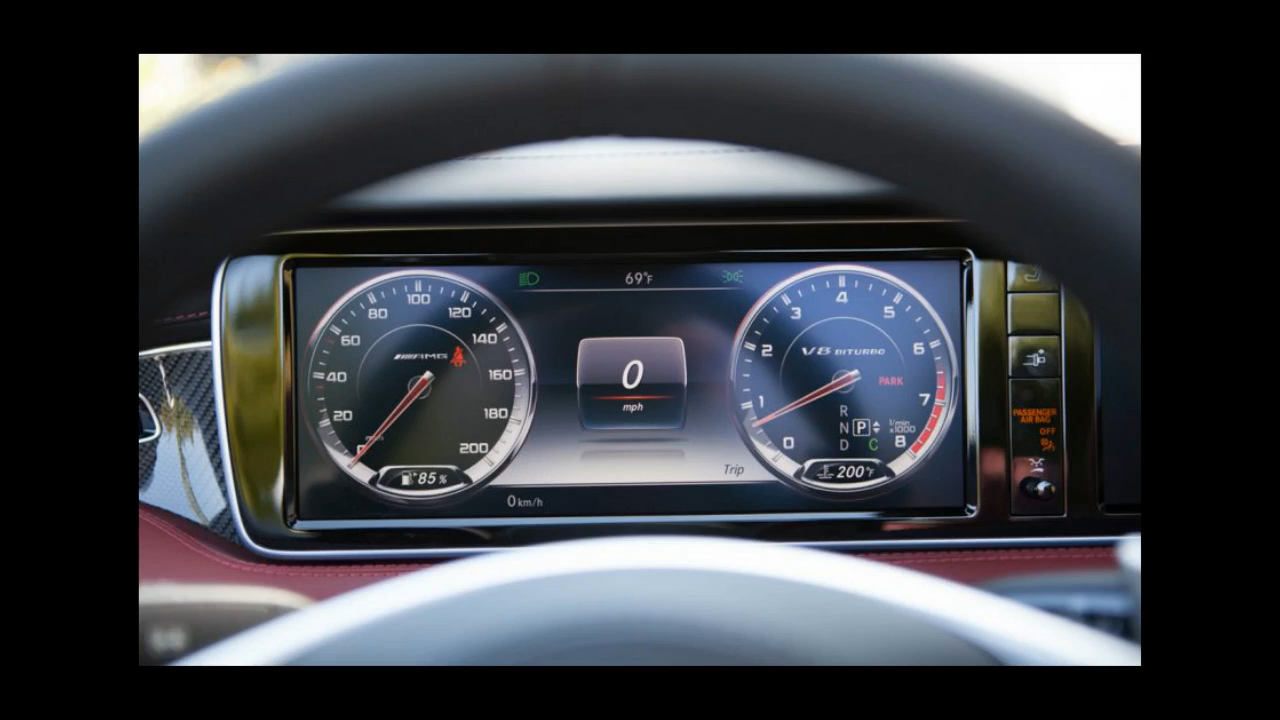 69°F
100
80
120
60
140
AMG
40
160
20
180
0
mph
200
85%
0
mph
Trip
0 km/h
4
3
5
2
6
V8 BITURBO
PARK
1
7
R
N P
D C
1/min
x1000
0
8
200°F
PASSENGER
AIR BAG
OFF